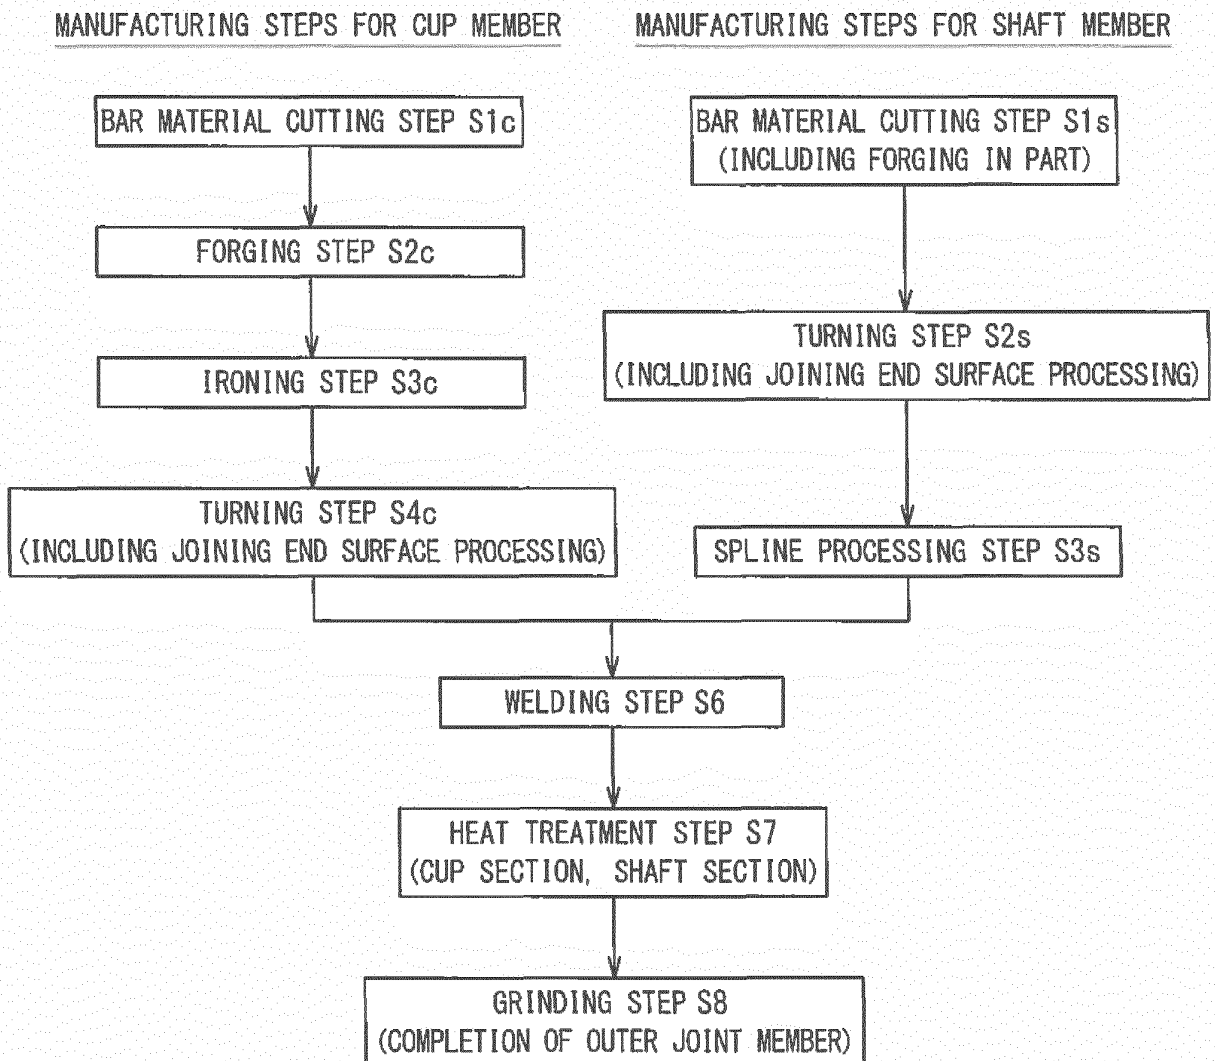 MANUFACTURING STEPS FOR CUP MEMBER
BAR MATERIAL CUTTING STEP S1c
FORGING STEP S2c
IRONING STEP S3c
TURNING STEP S4c
(INCLUDING JOINING END SURFACE PROCESSING)
MANUFACTURING STEPS FOR SHAFT MEMBER
BAR MATERIAL CUTTING STEP S1s
(INCLUDING FORGING IN PART)
TURNING STEP S2s
(INCLUDING JOINING END SURFACE PROCESSING)
SPLINE PROCESSING STEP S3s
WELDING STEP S6
HEAT TREATMENT STEP S7
(CUP SECTION, SHAFT SECTION)
GRINDING STEP S8
(COMPLETION OF OUTER JOINT MEMBER)